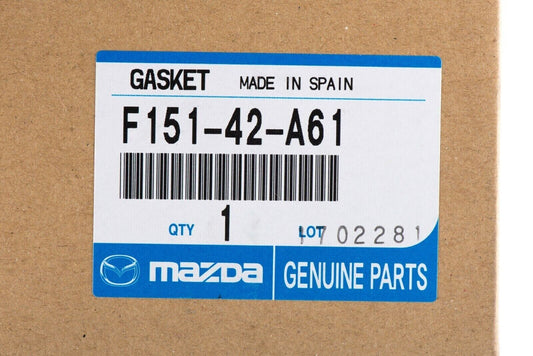 GASKET MADE IN SPAIN
F151-42-A61
QTY 1 LOT 1702281
mazda GENUINE PARTS